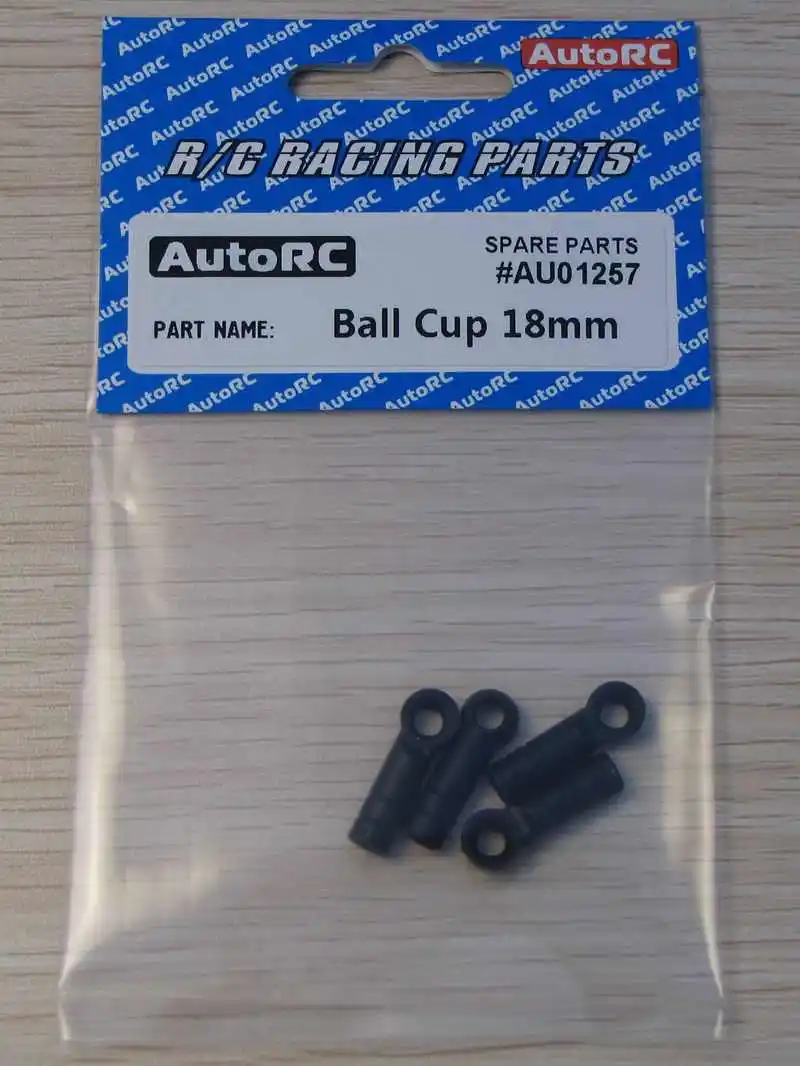 AutoRC
R/C RACING PARTS
AutoRC
SPARE PARTS
#AU01257
PART NAME: Ball Cup 18mm